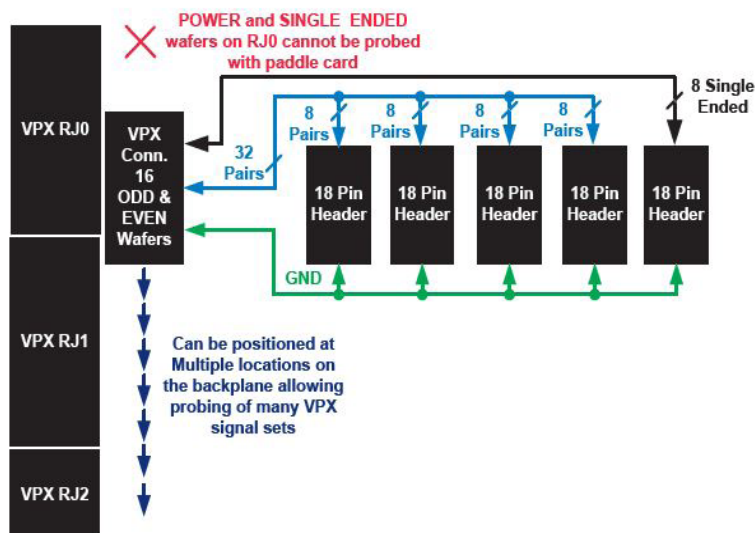 POWER and SINGLE ENDED
wafers on RJ0 cannot be probed
with paddle card
VPX RJ0
VPX
Conn.
16
ODD &
EVEN
Wafers
32
Pairs
8
Pairs
8
Pairs
8
Pairs
8
Pairs
8 Single
Ended
18 Pin
Header
18 Pin
Header
18 Pin
Header
18 Pin
Header
18 Pin
Header
GND
VPX RJ1
Can be positioned at
Multiple locations on
the backplane allowing
probing of many VPX
signal sets
VPX RJ2